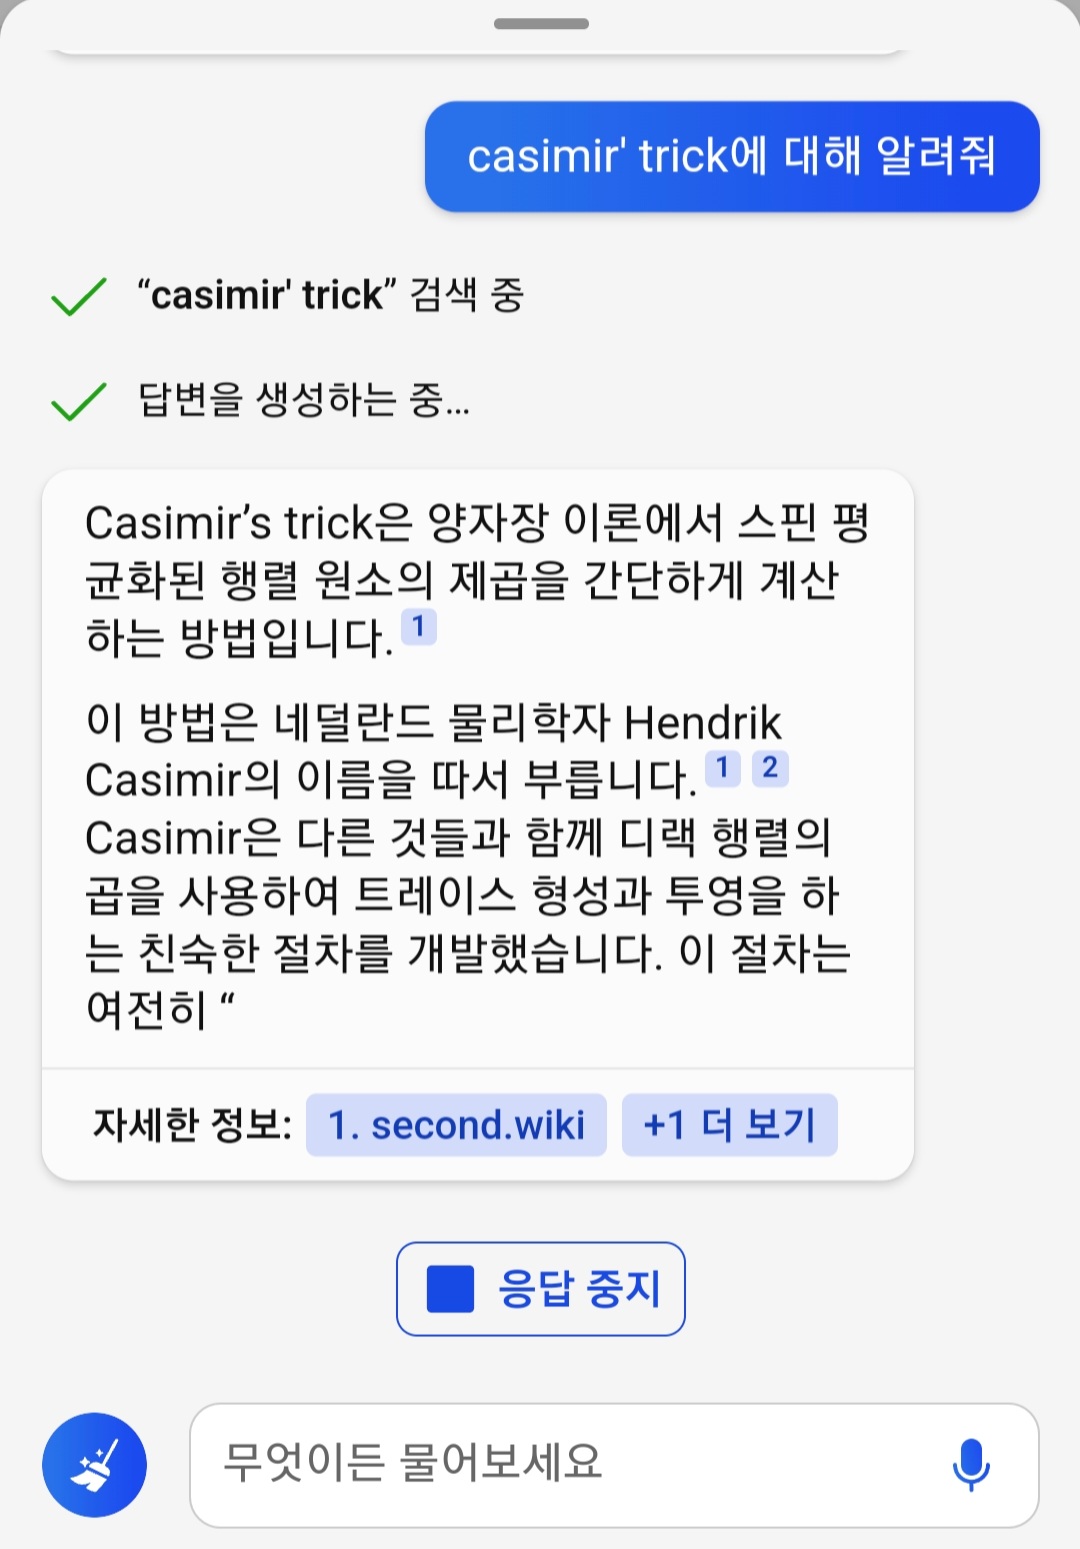 casimir' trick에 대해 알려줘
“casimir' trick” 검색 중
답변을 생성하는 중...
Casimir’s trick은 양자장 이론에서 스핀 평
균화된 행렬 원소의 제곱을 간단하게 계산
하는 방법입니다. 1
이 방법은 네덜란드 물리학자 Hendrik
Casimir의 이름을 따서 부릅니다. 1 2
Casimir은 다른 것들과 함께 디랙 행렬의
곱을 사용하여 트레이스 형성과 투영을 하
는 친숙한 절차를 개발했습니다. 이 절차는
여전히 “
자세한 정보: 1. second.wiki +1 더 보기
응답 중지
무엇이든 물어보세요